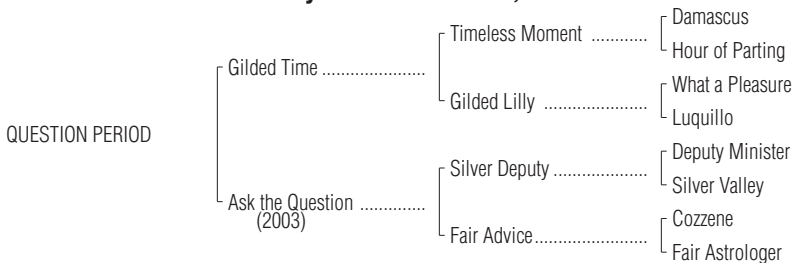 Damascus
Timeless Moment ............
Hour of Parting
Gilded Time ......................
What a Pleasure
Gilded Lilly ......................
Luquillo
QUESTION PERIOD
Deputy Minister
Silver Deputy ....................
Silver Valley
Ask the Question ..............
(2003)
Cozzene
Fair Advice........................
Fair Astrologer